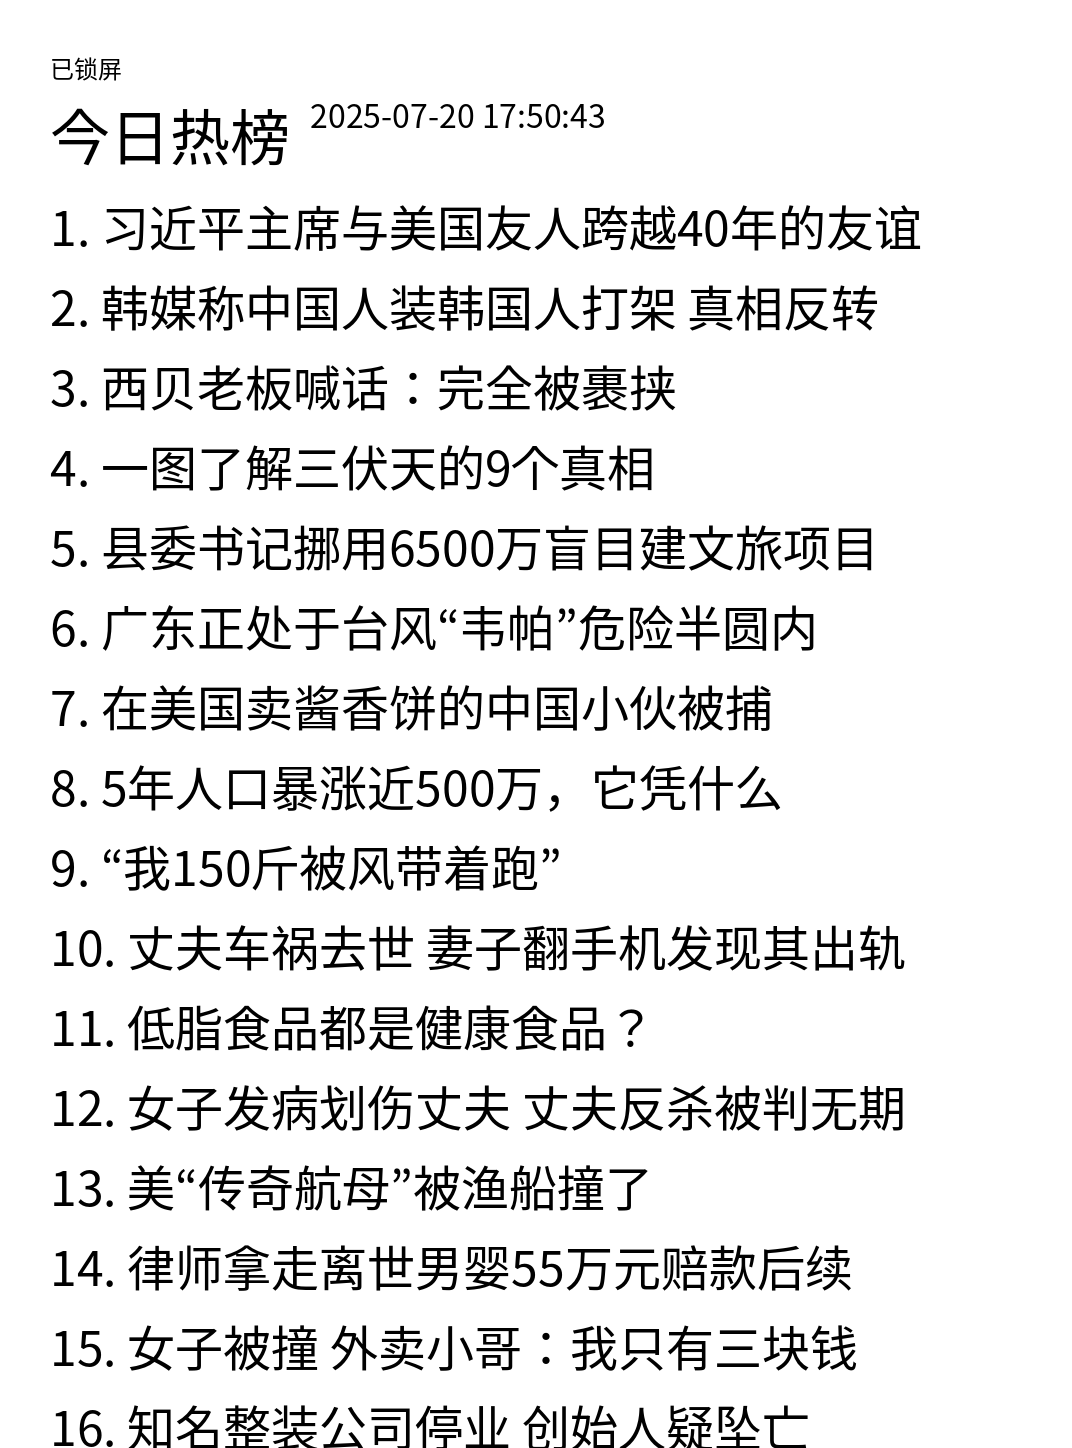 已锁屏
今日热榜 2025-07-20 17:50:43
1. 习近平主席与美国友人跨越40年的友谊
2. 韩媒称中国人装韩国人打架 真相反转
3. 西贝老板喊话：完全被裹挟
4. 一图了解三伏天的9个真相
5. 县委书记挪用6500万盲目建文旅项目
6. 广东正处于台风“韦帕”危险半圆内
7. 在美国卖酱香饼的中国小伙被捕
8. 5年人口暴涨近500万，它凭什么
9. “我150斤被风带着跑”
10. 丈夫车祸去世 妻子翻手机发现其出轨
11. 低脂食品都是健康食品？
12. 女子发病划伤丈夫 丈夫反杀被判无期
13. 美“传奇航母”被渔船撞了
14. 律师拿走离世男婴55万元赔款后续
15. 女子被撞 外卖小哥：我只有三块钱
16. 知名整装公司停业 创始人疑坠亡